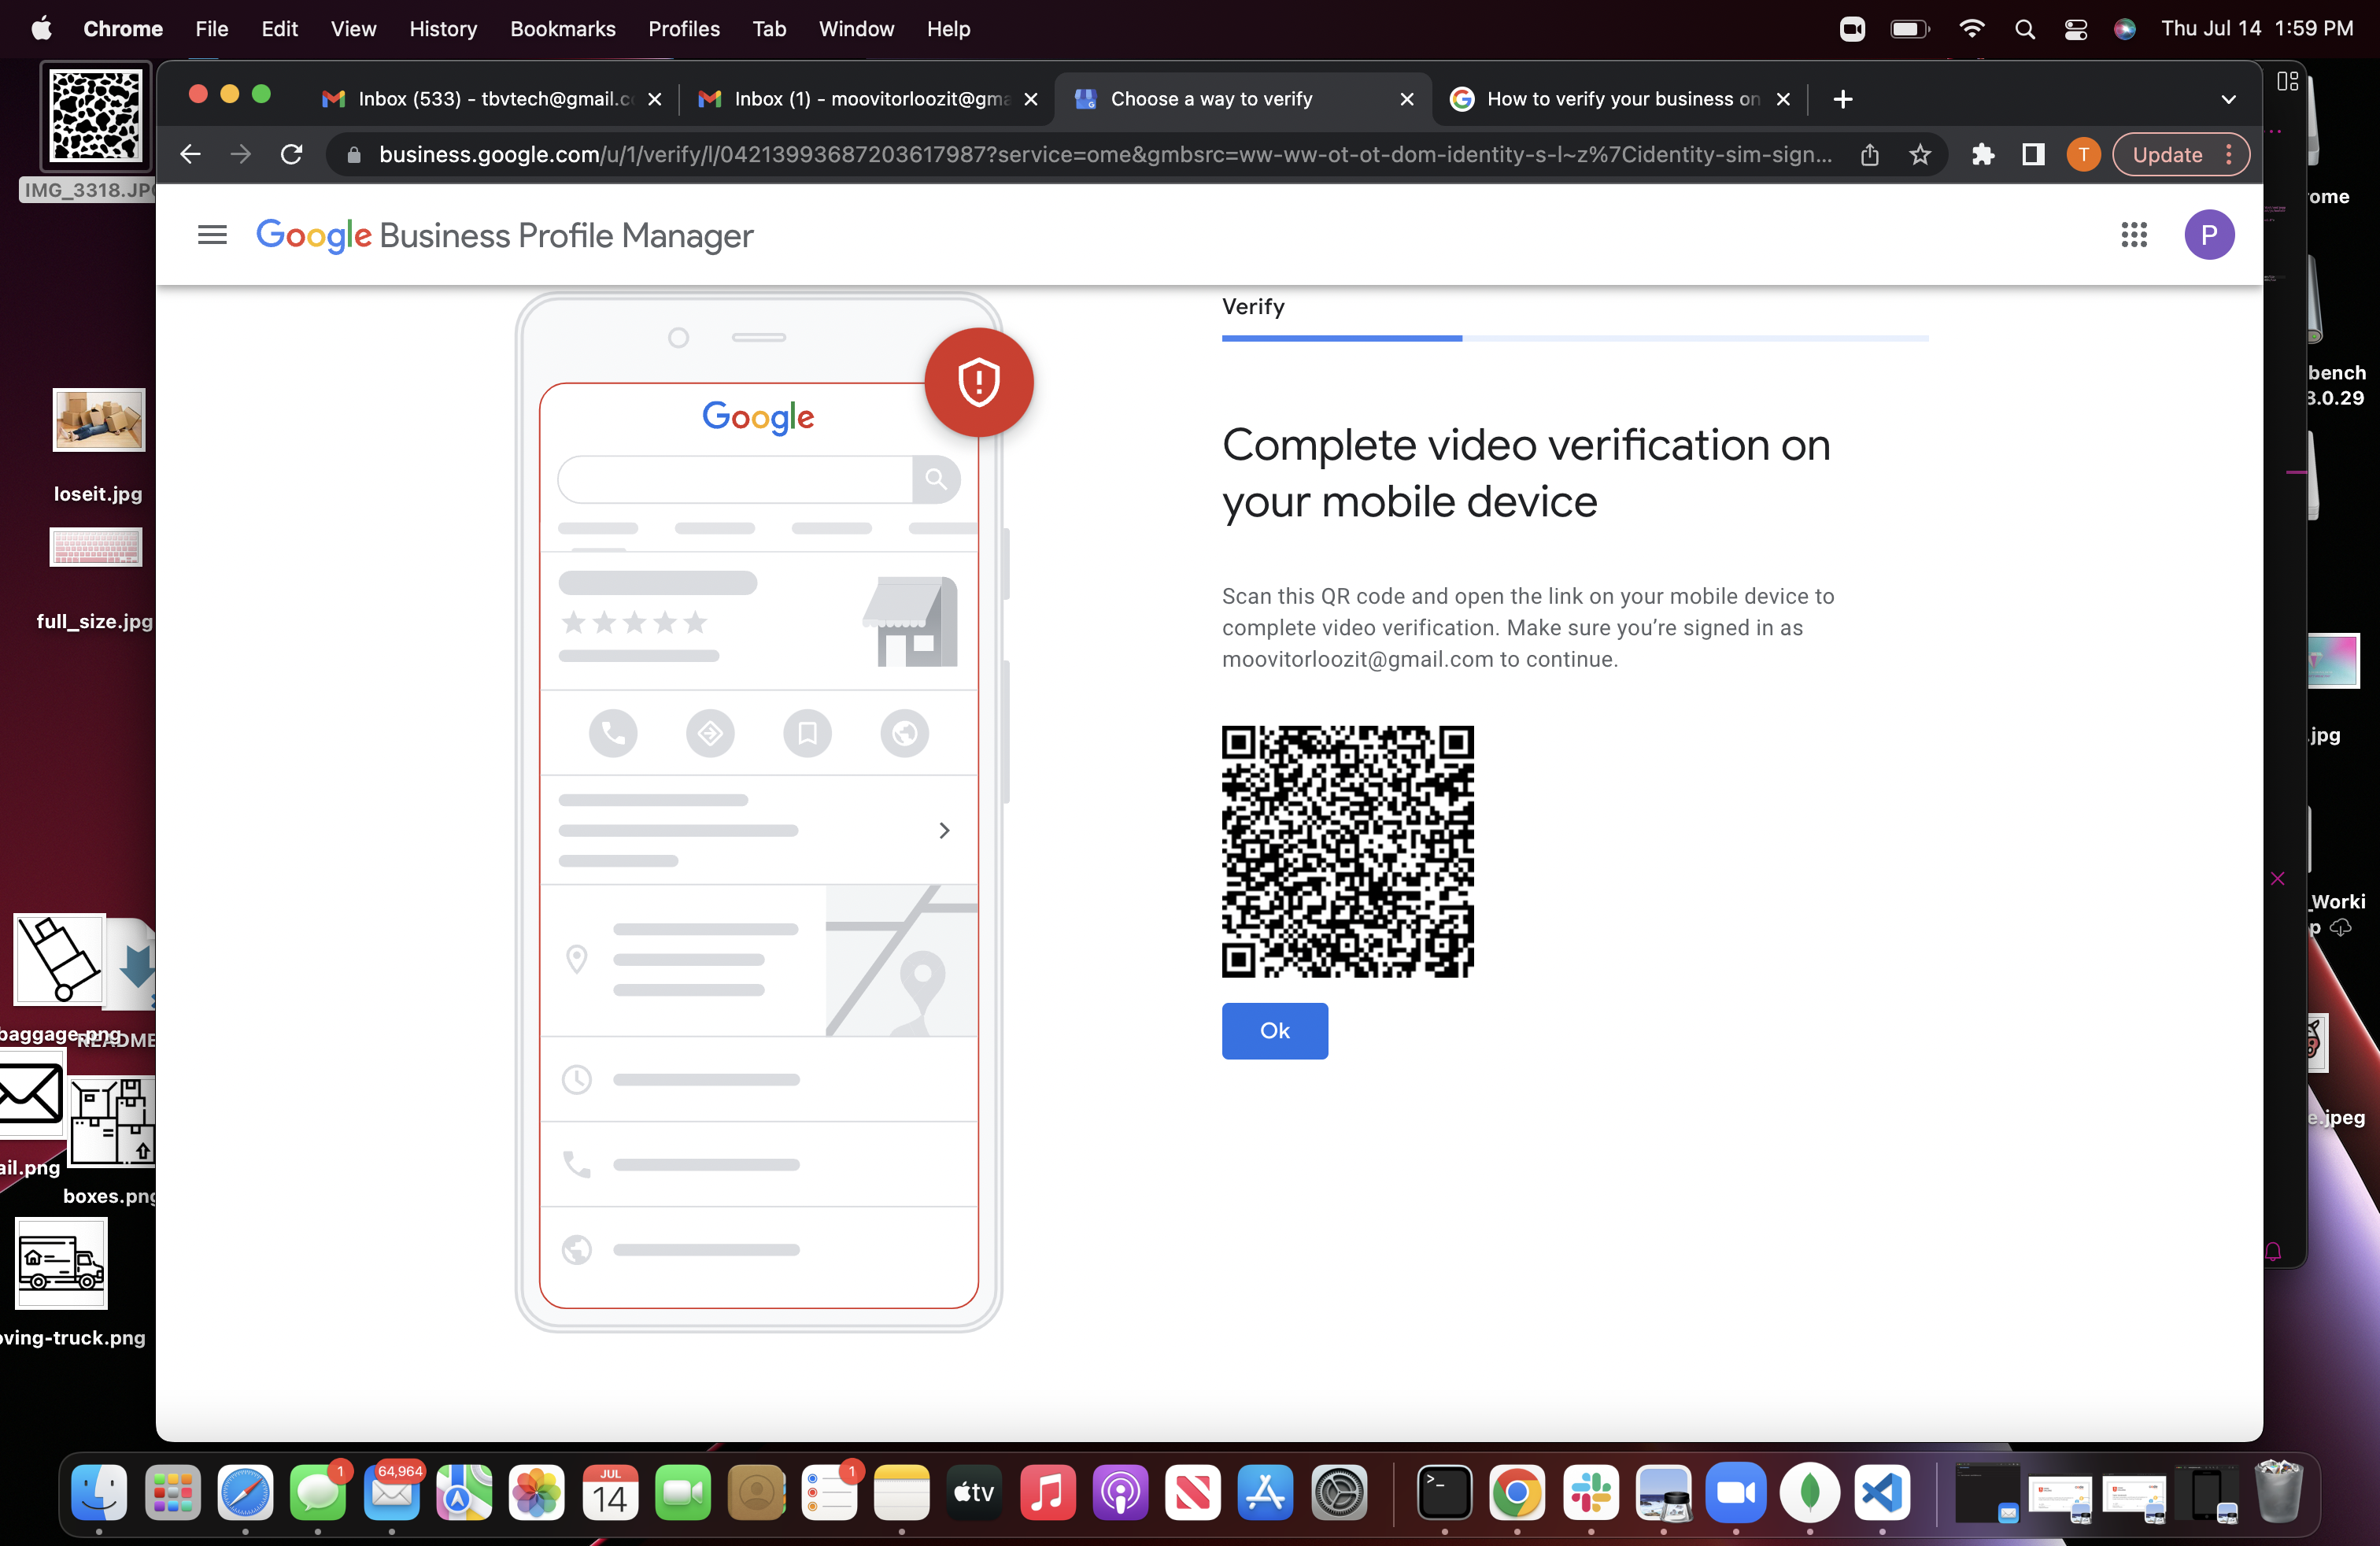 Chrome File Edit View History Bookmarks Profiles Tab Window Help
Thu Jul 14 1:59 PM
Inbox (533) - tbvtech@gmail.c
Inbox (1) - moovitorloozit@gma
Choose a way to verify
How to verify your business on
business.google.com/u/1/verify/l/04213993687203617987?service=ome&gmbsrc=ww-ww-ot-ot-dom-identity-s-l~z%7Cidentity-sim-sign...
T
Update
Google Business Profile Manager
P
Verify
Google
Complete video verification on
your mobile device
Scan this QR code and open the link on your mobile device to
complete video verification. Make sure you’re signed in as
moovitorloozit@gmail.com to continue.
Ok
IMG_3318.JPG
loseit.jpg
full_size.jpg
baggage.png
README
ail.png
boxes.png
oving-truck.png
rome
bench
3.0.29
.jpg
_Worki
p
e.jpeg
1
64,964
JUL
14
1
tv